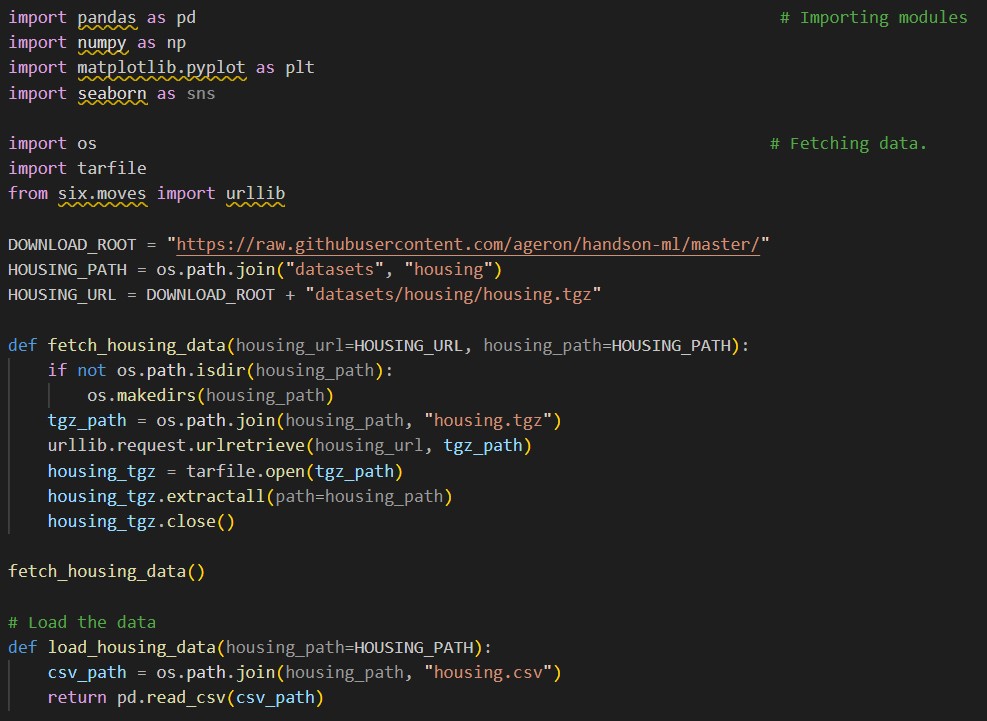 import pandas as pd # Importing modules
import numpy as np
import matplotlib.pyplot as plt
import seaborn as sns
import os # Fetching data.
import tarfile
from six.moves import urllib
DOWNLOAD_ROOT = "https://raw.githubusercontent.com/ageron/handson-ml/master/"
HOUSING_PATH = os.path.join("datasets", "housing")
HOUSING_URL = DOWNLOAD_ROOT + "datasets/housing/housing.tgz"
def fetch_housing_data(housing_url=HOUSING_URL, housing_path=HOUSING_PATH):
    if not os.path.isdir(housing_path):
        os.makedirs(housing_path)
    tgz_path = os.path.join(housing_path, "housing.tgz")
    urllib.request.urlretrieve(housing_url, tgz_path)
    housing_tgz = tarfile.open(tgz_path)
    housing_tgz.extractall(path=housing_path)
    housing_tgz.close()
fetch_housing_data()
# Load the data
def load_housing_data(housing_path=HOUSING_PATH):
    csv_path = os.path.join(housing_path, "housing.csv")
    return pd.read_csv(csv_path)